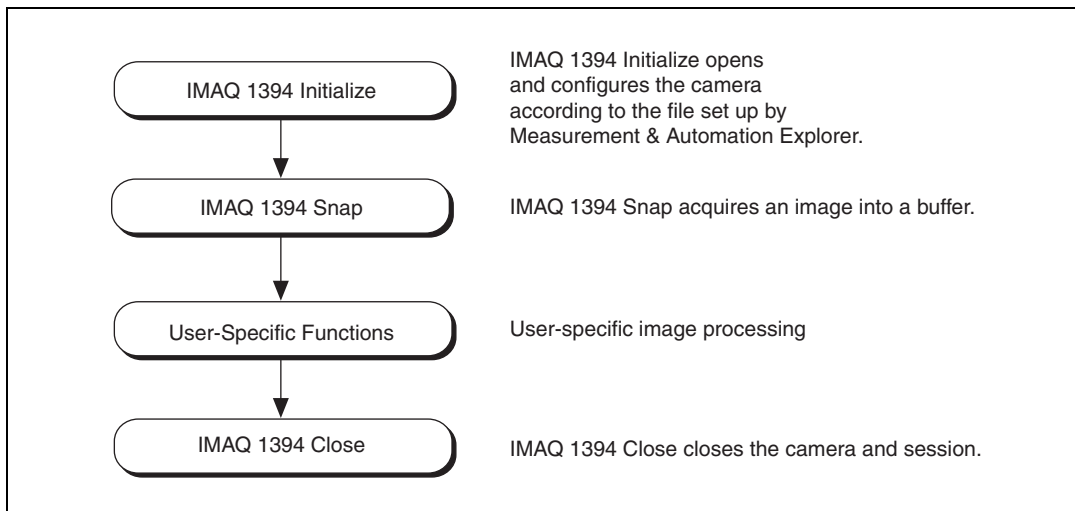 IMAQ 1394 Initialize
IMAQ 1394 Initialize opens
and configures the camera
according to the file set up by
Measurement & Automation Explorer.
IMAQ 1394 Snap
IMAQ 1394 Snap acquires an image into a buffer.
User-Specific Functions
User-specific image processing
IMAQ 1394 Close
IMAQ 1394 Close closes the camera and session.